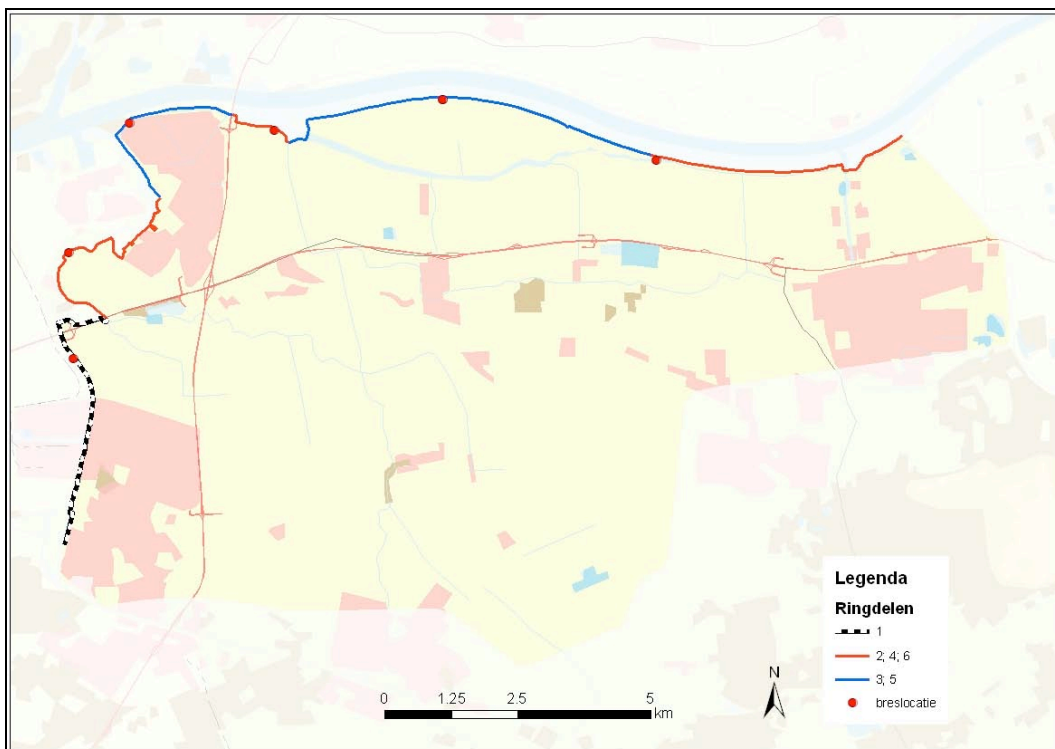 Legenda
Ringdelen
1
2; 4; 6
3; 5
breslocatie
N
0 1.25 2.5 5
km